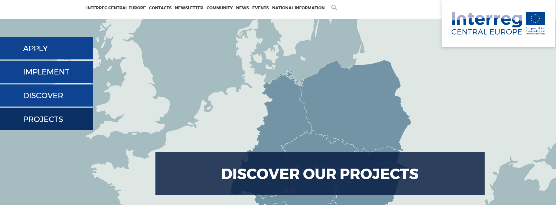 INTERREG CENTRAL EUROPE CONTACTS NEWSLETTER COMMUNITY NEWS EVENTS NATIONAL INFORMATION
Interreg
CENTRAL EUROPE
APPLY
IMPLEMENT
DISCOVER
PROJECTS
DISCOVER OUR PROJECTS